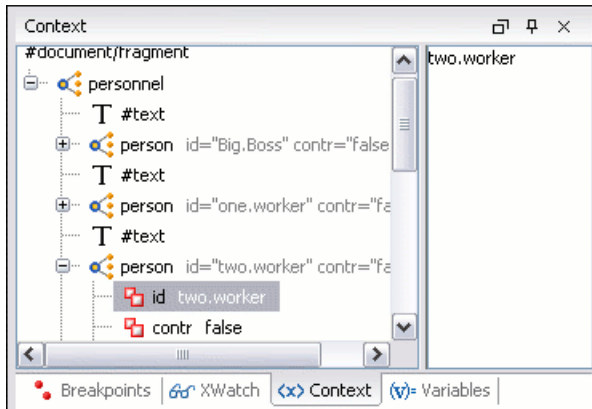 Context
#document/fragment
two.worker
personnel
T #text
person id="Big.Boss" contr="false
T #text
person id="one.worker" contr="fa
T #text
person id="two.worker" contr="fa
id two.worker
contr false
Breakpoints XWatch <x> Context (v)= Variables